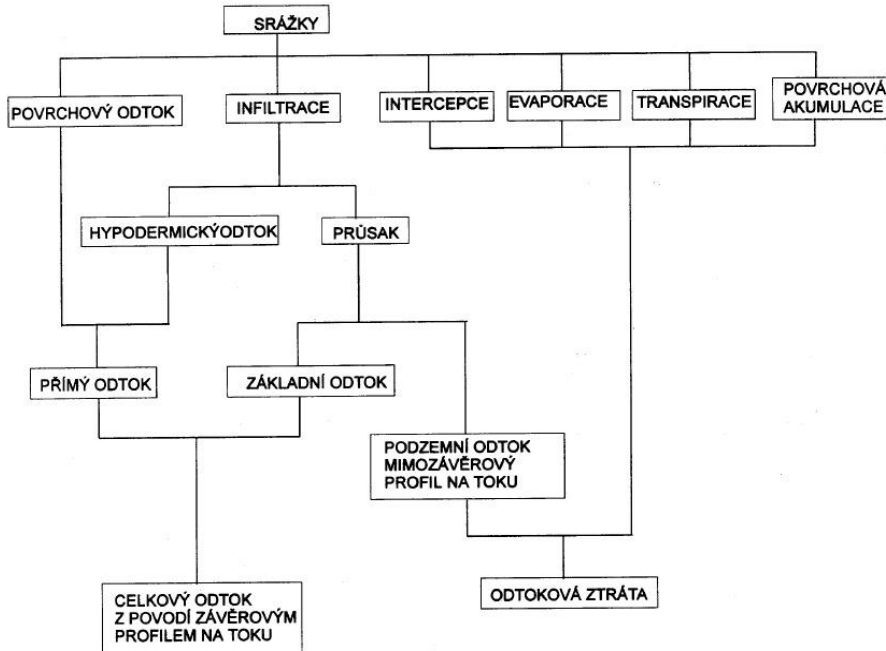 SRÁŽKY
POVRCHOVÝ ODTOK
INFILTRACE
INTERCEPCE
EVAPORACE
TRANSPIRACE
POVRCHOVÁ
AKUMULACE
HYPODERMICKÝODTOK
PRŮSAK
PŘÍMÝ ODTOK
ZÁKLADNÍ ODTOK
PODZEMNÍ ODTOK
MIMOZÁVĚROVÝ
PROFIL NA TOKU
CELKOVÝ ODTOK
Z POVODÍ ZÁVĚROVÝM
PROFILEM NA TOKU
ODTOKOVÁ ZTRÁTA